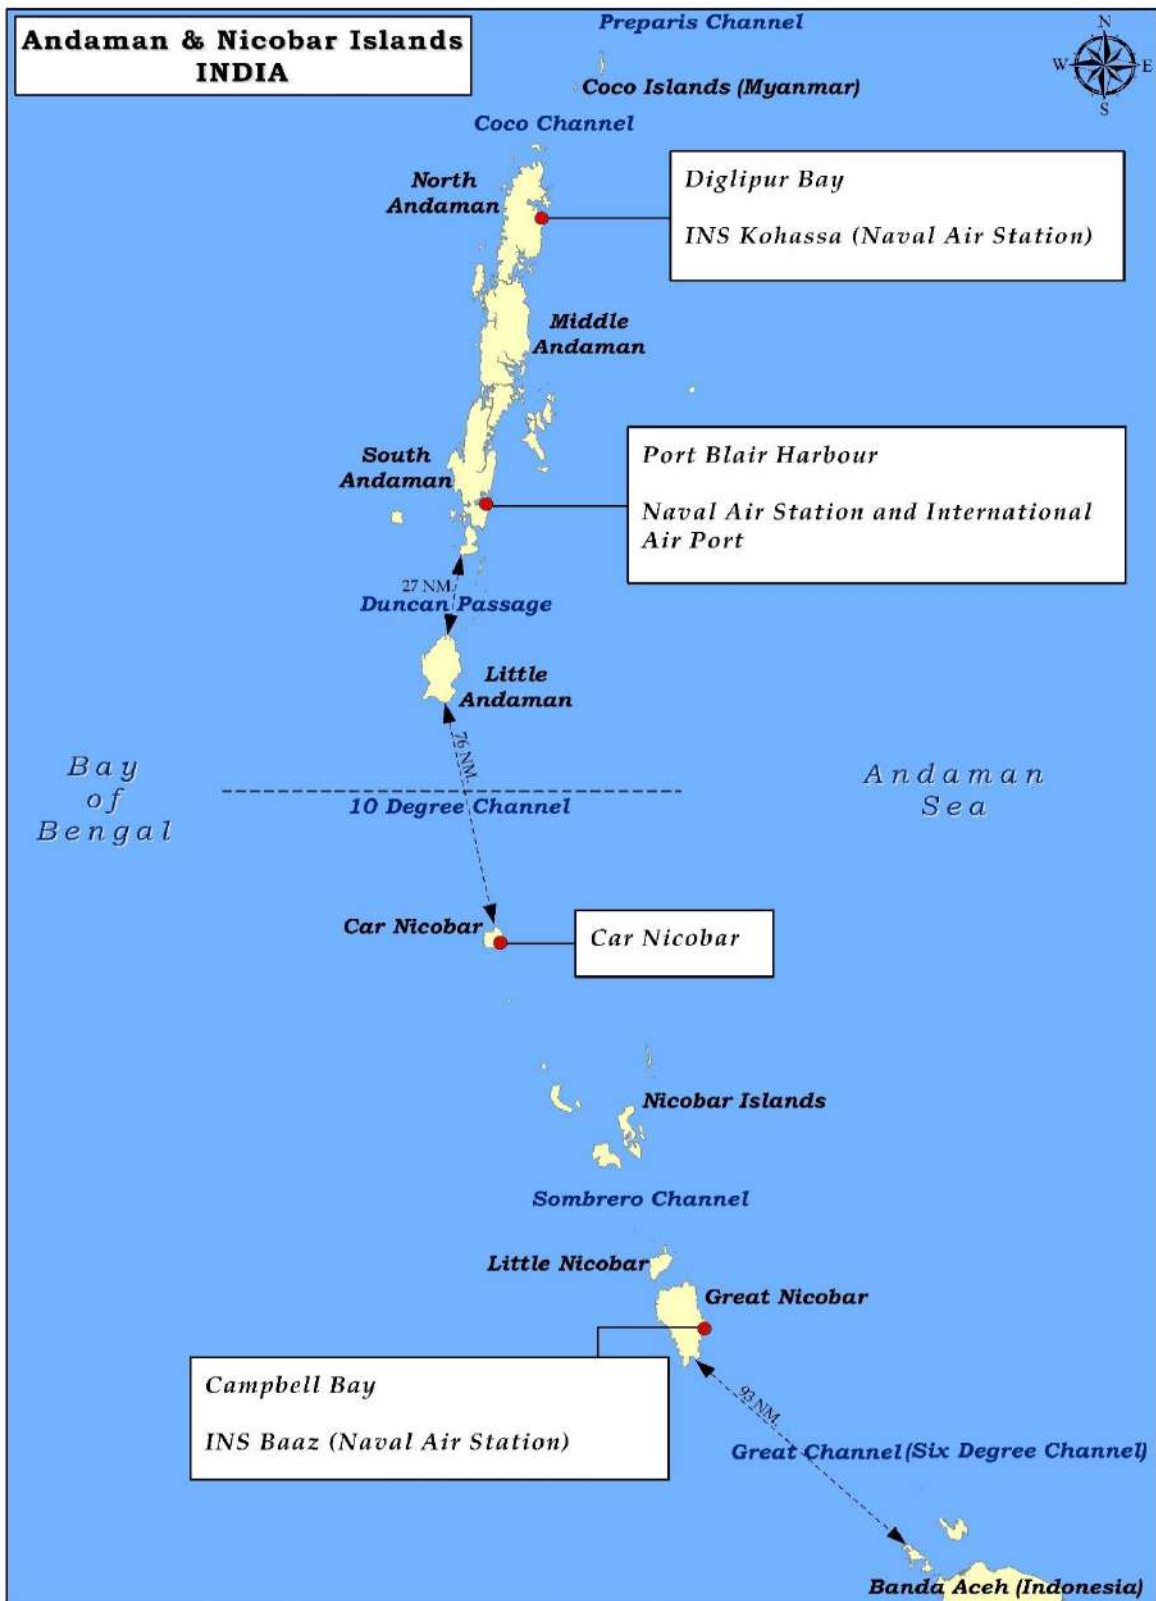 Andaman & Nicobar Islands
INDIA
Preparis Channel
N
W
E
S
Coco Islands (Myanmar)
Coco Channel
North
Andaman
Diglipur Bay
INS Kohassa (Naval Air Station)
Middle
Andaman
South
Andaman
Port Blair Harbour
Naval Air Station and International
Air Port
27 NM.
Duncan Passage
Little
Andaman
76 NM.
Bay
of
Bengal
Andaman
Sea
10 Degree Channel
Car Nicobar
Car Nicobar
Nicobar Islands
Sombrero Channel
Little Nicobar
Great Nicobar
Campbell Bay
INS Baaz (Naval Air Station)
93 NM.
Great Channel (Six Degree Channel)
Banda Aceh (Indonesia)